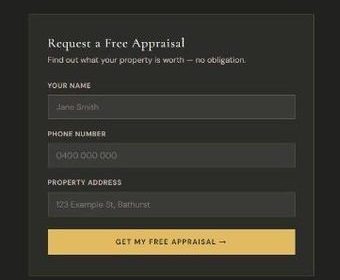 Request a Free Appraisal
Find out what your property is worth — no obligation.
YOUR NAME
Jane Smith
PHONE NUMBER
0400 000 000
PROPERTY ADDRESS
123 Example St, Bathurst
GET MY FREE APPRAISAL →